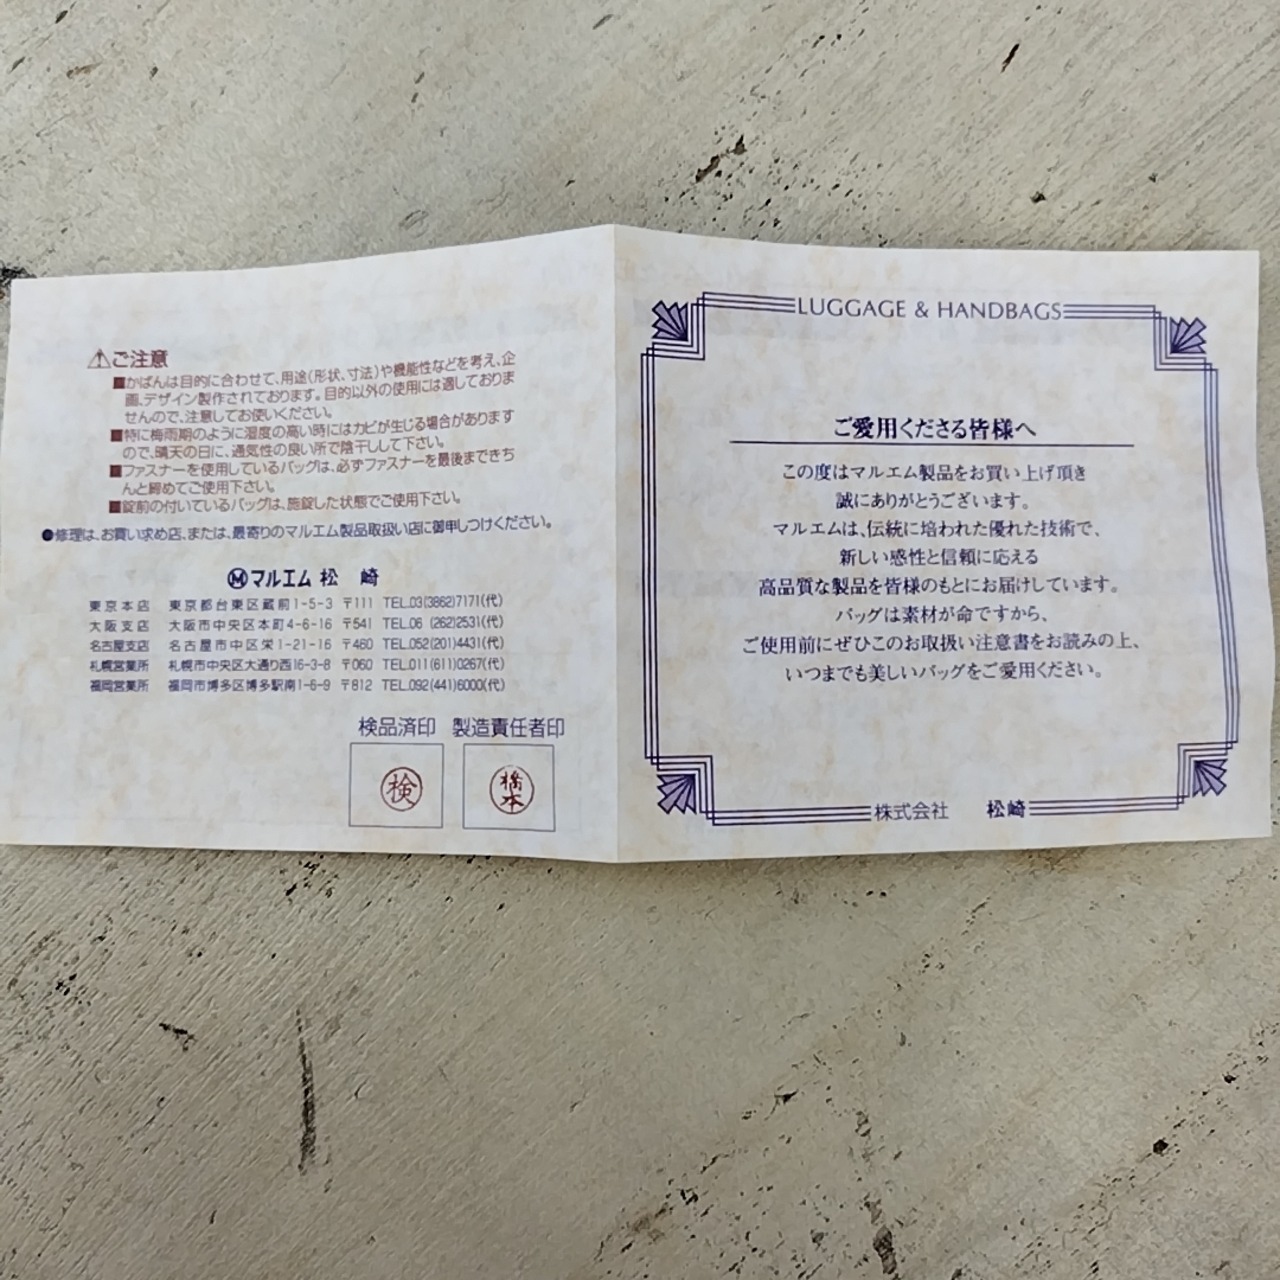 ⚠ご注意
■かばんは目的に合わせて、用途(形状、寸法)や機能性などを考え、企
画、デザイン製作されております。目的以外の使用には適しておりま
せんので、注意してお使いください。
■特に梅雨期のように湿度の高い時にはカビが生じる場合があります
ので、晴天の日に、通気性の良い所で陰干しして下さい。
■ファスナーを使用しているバッグは、必ずファスナーを最後まできち
んと締めてご使用下さい。
■錠前の付いているバッグは、施錠した状態でご使用下さい。
●修理は、お買い求め店、または、最寄りのマルエム製品取扱い店に御申しつけください。
Ⓜマルエム 松 崎
東京本店 東京都台東区蔵前1-5-3 〒111 TEL.03(3862)7171(代)
大阪支店 大阪市中央区本町4-6-16 〒541 TEL.06 (262)2531(代)
名古屋支店 名古屋市中区栄1-21-16 〒460 TEL.052(201)4431(代)
札幌営業所 札幌市中央区大通り西16-3-8 〒060 TEL.011(611)0267(代)
福岡営業所 福岡市博多区博多駅南1-6-9 〒812 TEL.092(441)6000(代)
検品済印 製造責任者印
検 橋本
LUGGAGE & HANDBAGS
ご愛用くださる皆様へ
この度はマルエム製品をお買い上げ頂き
誠にありがとうございます。
マルエムは、伝統に培われた優れた技術で、
新しい感性と信頼に応える
高品質な製品を皆様のもとにお届けしています。
バッグは素材が命ですから、
ご使用前にぜひこのお取扱い注意書をお読みの上、
いつまでも美しいバッグをご愛用ください。
株式会社 松崎